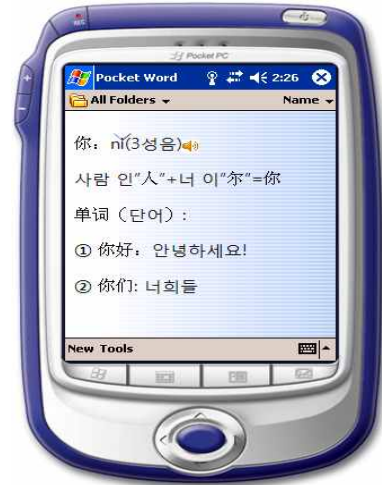 Pocket PC
Pocket Word 2:26
All Folders Name
你：nǐ(3성음)
사람 인"人"+너 이"尔"=你
单词（단어）:
① 你好：안녕하세요!
② 你们: 너희들
New Tools